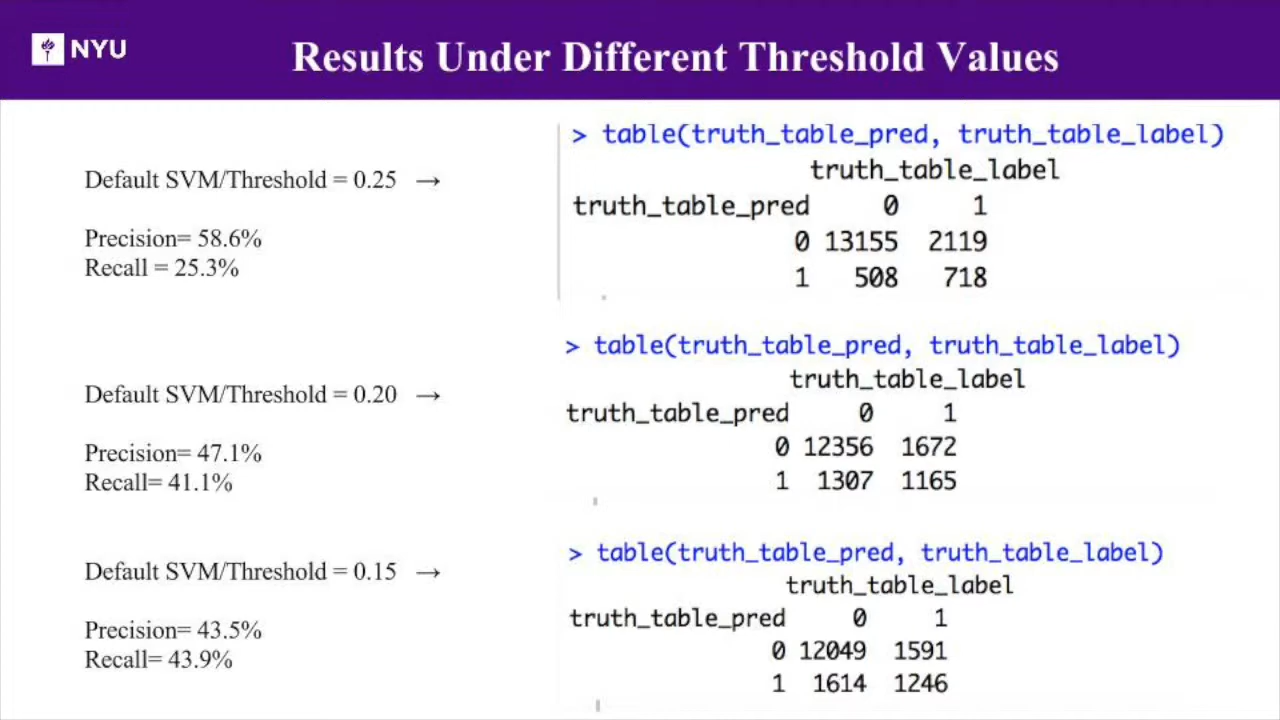 NYU
Results Under Different Threshold Values
Default SVM/Threshold = 0.25 →
Precision= 58.6%
Recall = 25.3%
> table(truth_table_pred, truth_table_label)
truth_table_label
truth_table_pred 0 1
0 13155 2119
1 508 718
Default SVM/Threshold = 0.20 →
Precision= 47.1%
Recall= 41.1%
> table(truth_table_pred, truth_table_label)
truth_table_label
truth_table_pred 0 1
0 12356 1672
1 1307 1165
Default SVM/Threshold = 0.15 →
Precision= 43.5%
Recall= 43.9%
> table(truth_table_pred, truth_table_label)
truth_table_label
truth_table_pred 0 1
0 12049 1591
1 1614 1246